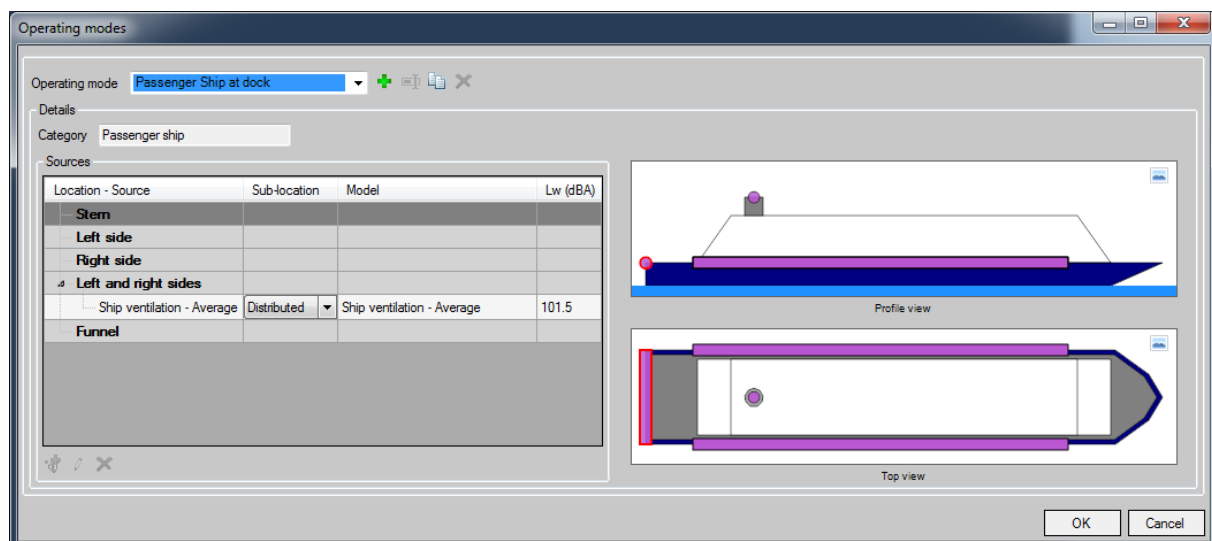 Operating modes
Operating mode Passenger Ship at dock
Details
Category Passenger ship
Sources
Location - Source Sub-location Model Lw (dBA)
Stern
Left side
Right side
Left and right sides
Ship ventilation - Average Distributed Ship ventilation - Average 101.5
Funnel
Profile view
Top view
OK Cancel